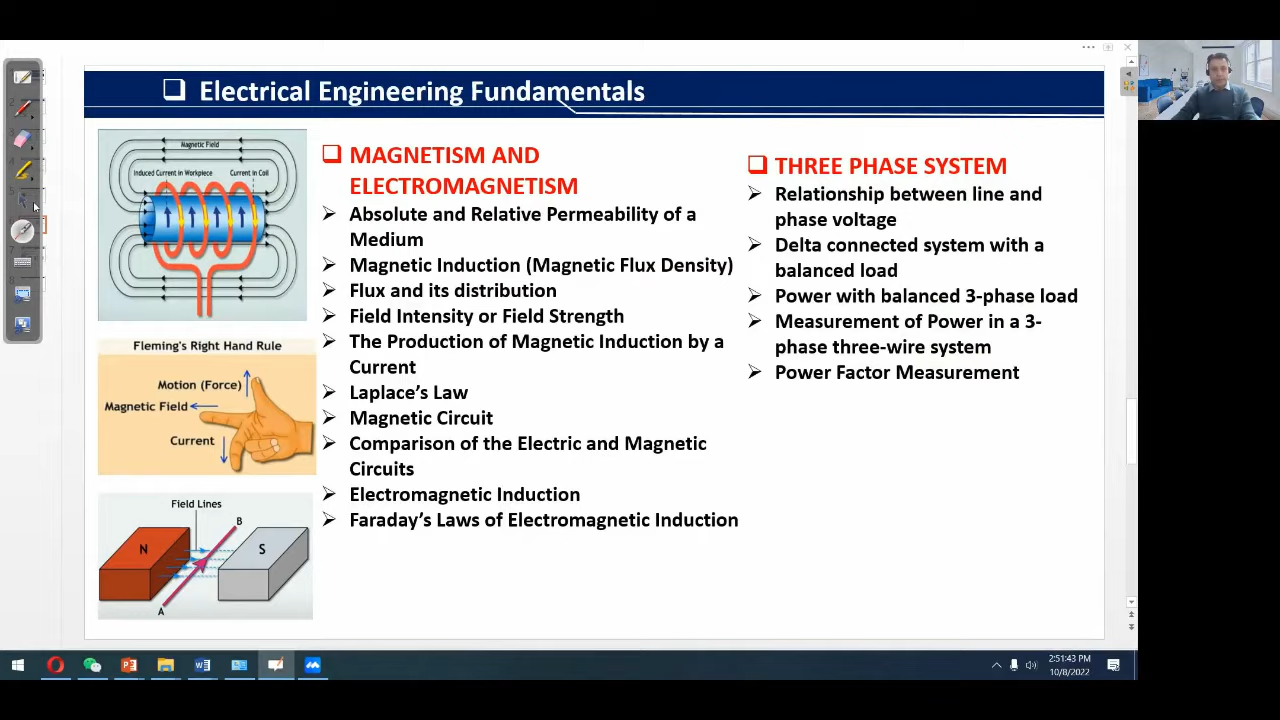 Electrical Engineering Fundamentals
Magnetic Field
Induced Current in Workpiece
Current in Coil
Fleming's Right Hand Rule
Motion (Force)
Magnetic Field
Current
Field Lines
B
N
S
A
MAGNETISM AND
ELECTROMAGNETISM
Absolute and Relative Permeability of a
Medium
Magnetic Induction (Magnetic Flux Density)
Flux and its distribution
Field Intensity or Field Strength
The Production of Magnetic Induction by a
Current
Laplace’s Law
Magnetic Circuit
Comparison of the Electric and Magnetic
Circuits
Electromagnetic Induction
Faraday’s Laws of Electromagnetic Induction
THREE PHASE SYSTEM
Relationship between line and
phase voltage
Delta connected system with a
balanced load
Power with balanced 3-phase load
Measurement of Power in a 3-
phase three-wire system
Power Factor Measurement
2:51:43 PM
10/8/2022